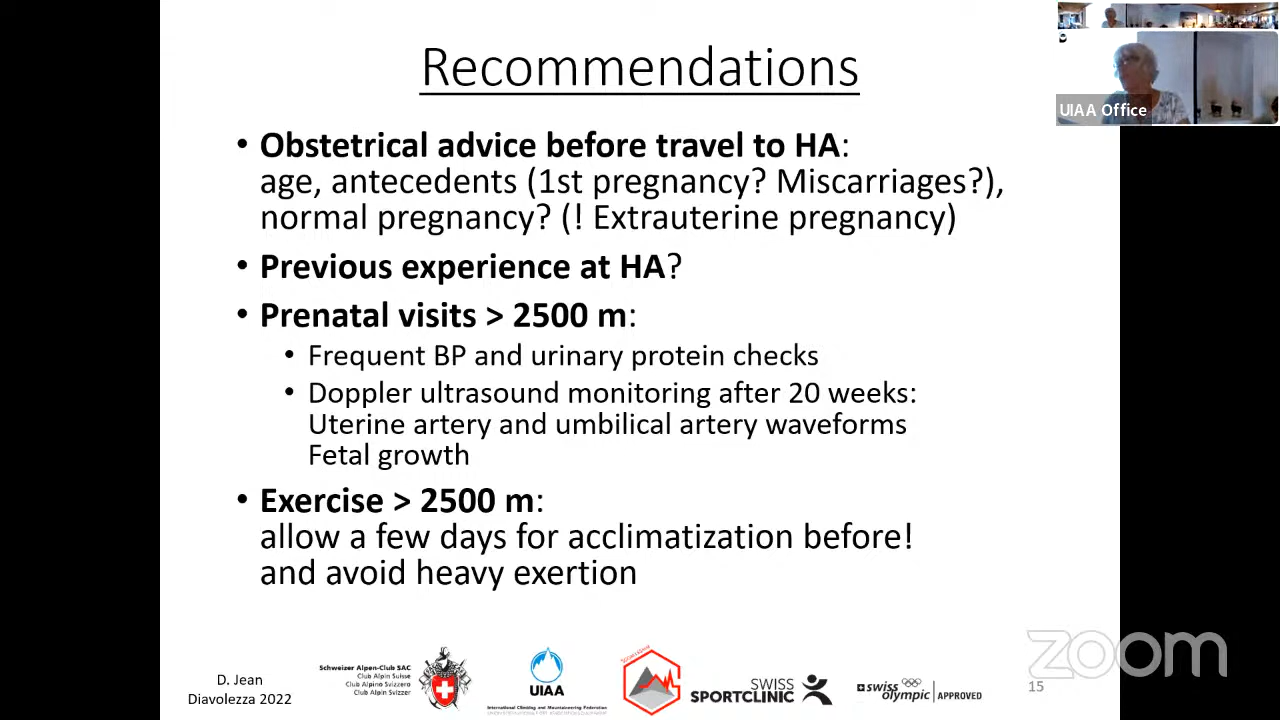 Recommendations
UIAA Office
• Obstetrical advice before travel to HA:
age, antecedents (1st pregnancy? Miscarriages?),
normal pregnancy? (! Extrauterine pregnancy)
• Previous experience at HA?
• Prenatal visits > 2500 m:
• Frequent BP and urinary protein checks
• Doppler ultrasound monitoring after 20 weeks:
Uterine artery and umbilical artery waveforms
Fetal growth
• Exercise > 2500 m:
allow a few days for acclimatization before!
and avoid heavy exertion
D. Jean
Diavolezza 2022
Schweizer Alpen-Club SAC
Club Alpin Suisse
Club Alpino Svizzero
Club Alpin Svizzer
UIAA
International Climbing and Mountaineering Federation
SWISS
SPORTCLINIC
swiss
olympic
APPROVED
zoom
15